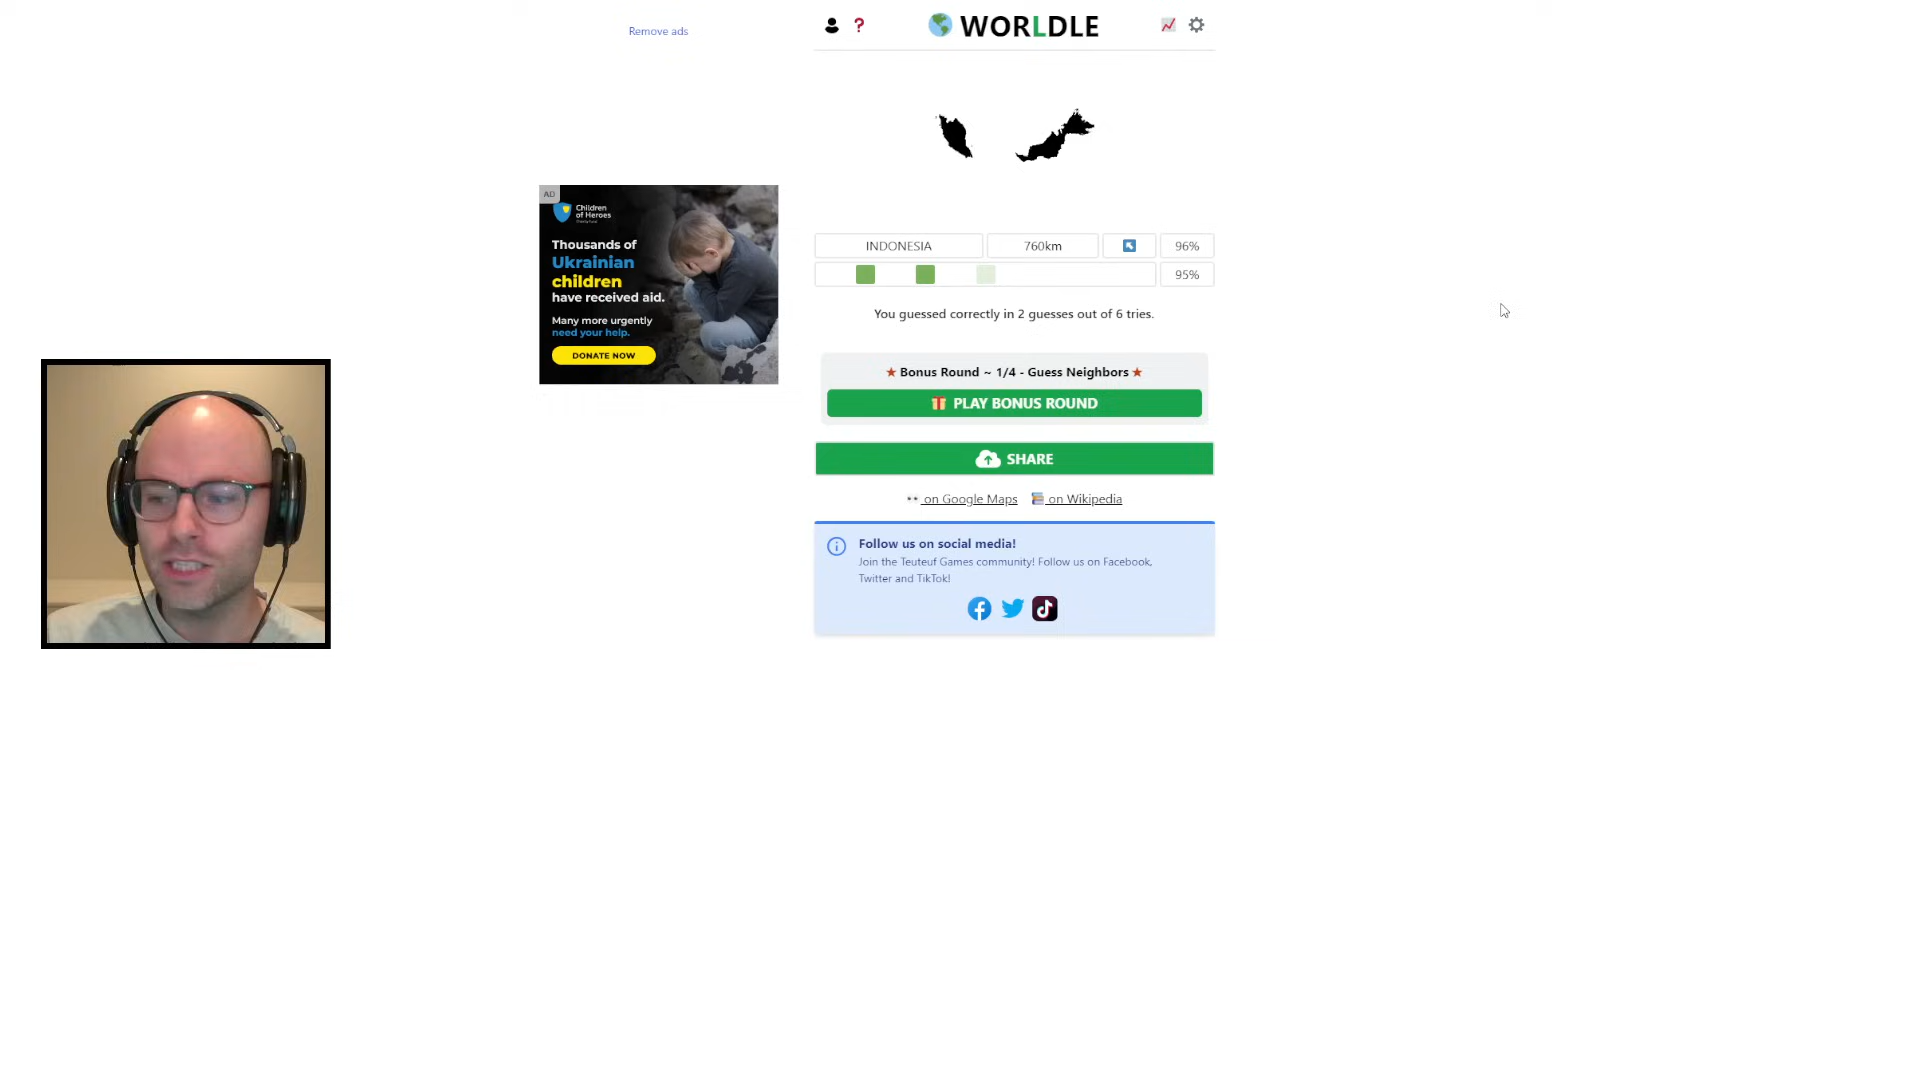 Remove ads
?
WORLDLE
AD
Children
of Heroes
Thousands of
Ukrainian
children
have received aid.
Many more urgently
need your help.
DONATE NOW
INDONESIA 760km 96%
95%
You guessed correctly in 2 guesses out of 6 tries.
Bonus Round ~ 1/4 - Guess Neighbors
PLAY BONUS ROUND
SHARE
on Google Maps on Wikipedia
Follow us on social media!
Join the Teuteuf Games community! Follow us on Facebook,
Twitter and TikTok!